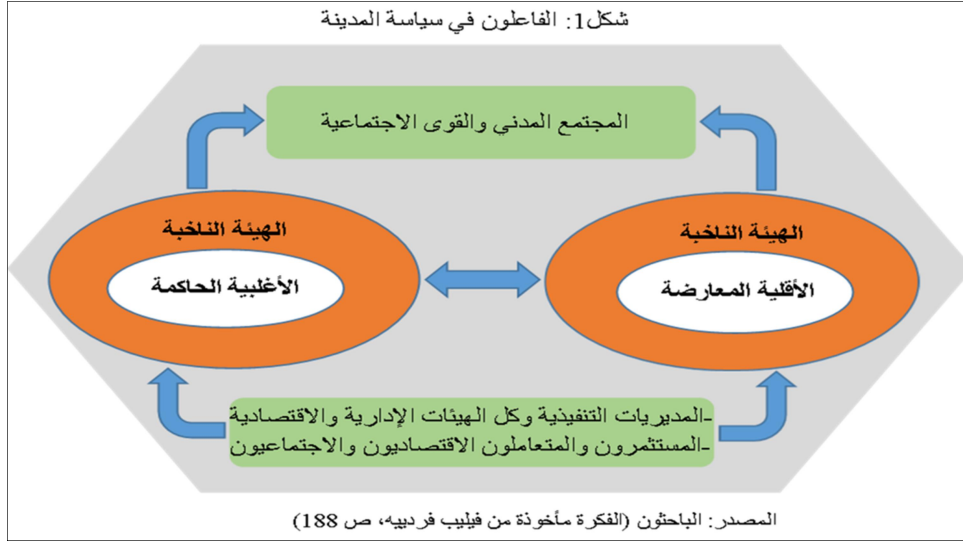 شكل1: الفاعلون في سياسة المدينة
المجتمع المدني والقوى الاجتماعية
الهيئة الناخبة
الأقلية المعارضة
الهيئة الناخبة
الأغلبية الحاكمة
-المديريات التنفيذية وكل الهيئات الإدارية والاقتصادية
-المستثمرون والمتعاملون الاقتصاديون والاجتماعيون
المصدر: الباحثون (الفكرة مأخوذة من فيليب فردييه، ص 188)